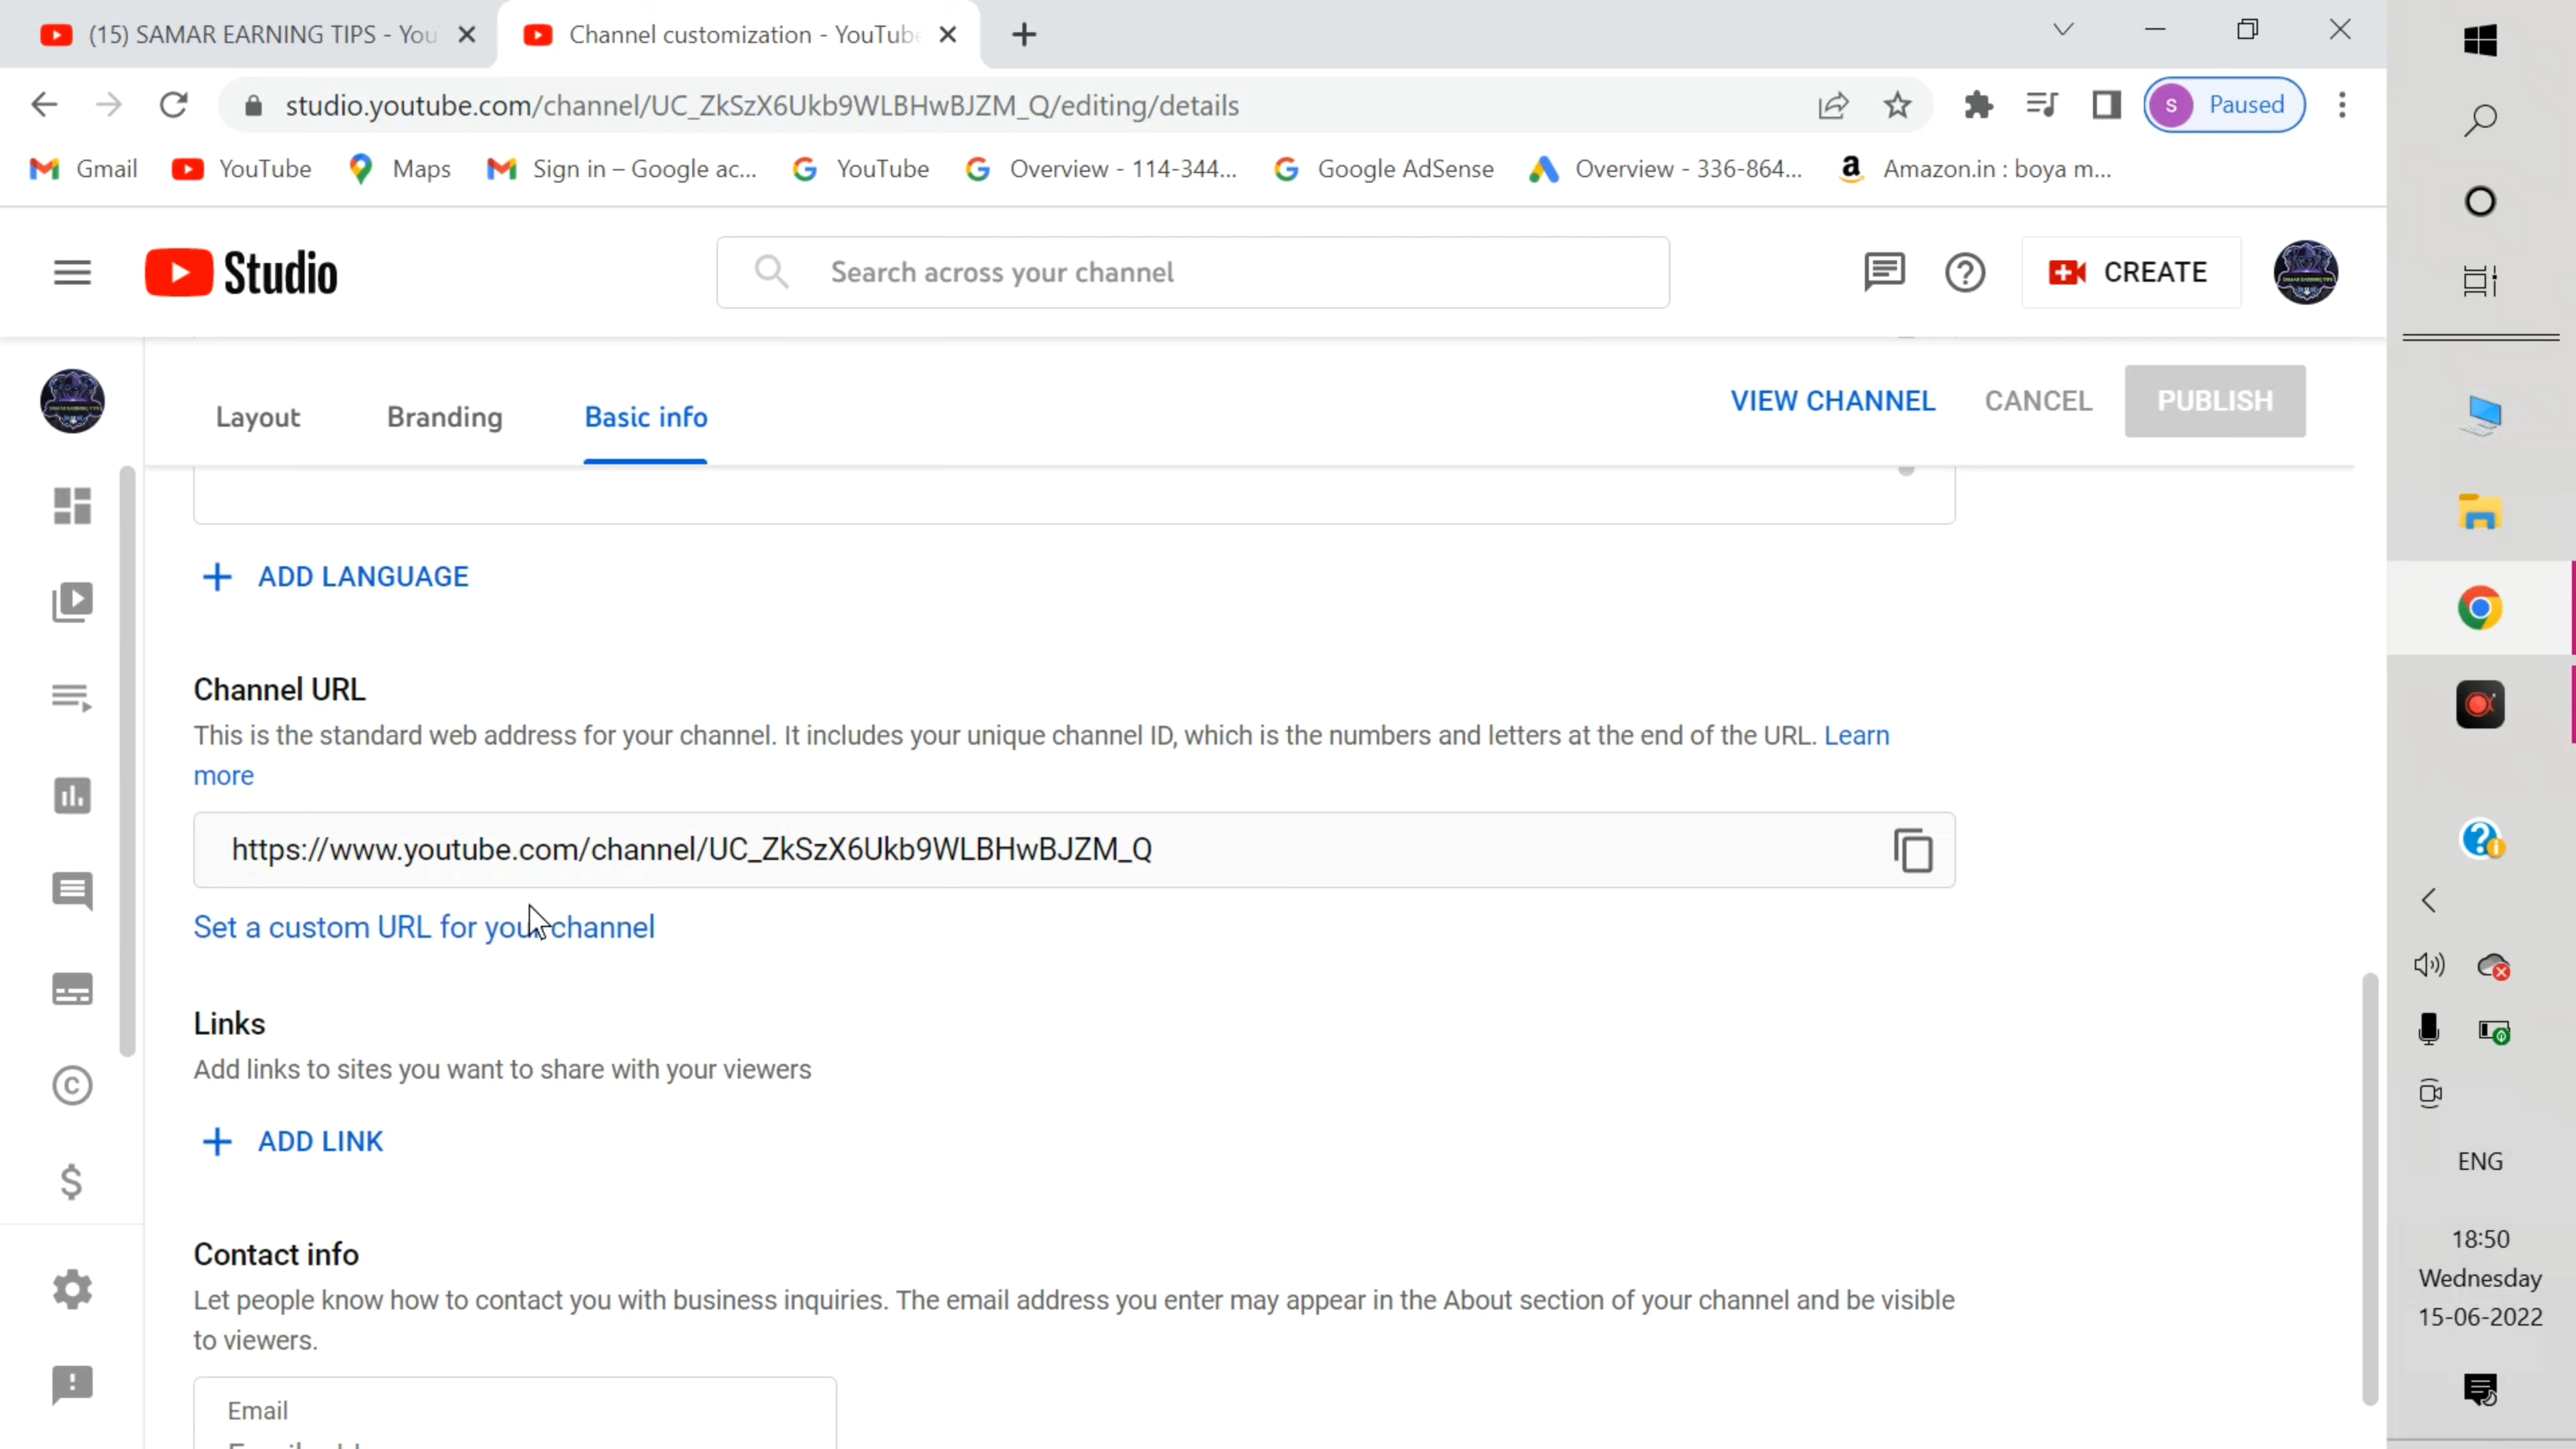 (15) SAMAR EARNING TIPS - You
Channel customization - YouTube
studio.youtube.com/channel/UC_ZkSzX6Ukb9WLBHwBJZM_Q/editing/details
S Paused
Gmail
YouTube
Maps
Sign in – Google ac...
YouTube
Overview - 114-344...
Google AdSense
Overview - 336-864...
Amazon.in : boya m...
Studio
Search across your channel
CREATE
Layout
Branding
Basic info
VIEW CHANNEL
CANCEL
PUBLISH
ADD LANGUAGE
Channel URL
This is the standard web address for your channel. It includes your unique channel ID, which is the numbers and letters at the end of the URL. Learn
more
https://www.youtube.com/channel/UC_ZkSzX6Ukb9WLBHwBJZM_Q
Set a custom URL for your channel
Links
Add links to sites you want to share with your viewers
ADD LINK
Contact info
Let people know how to contact you with business inquiries. The email address you enter may appear in the About section of your channel and be visible
to viewers.
Email
ENG
18:50
Wednesday
15-06-2022